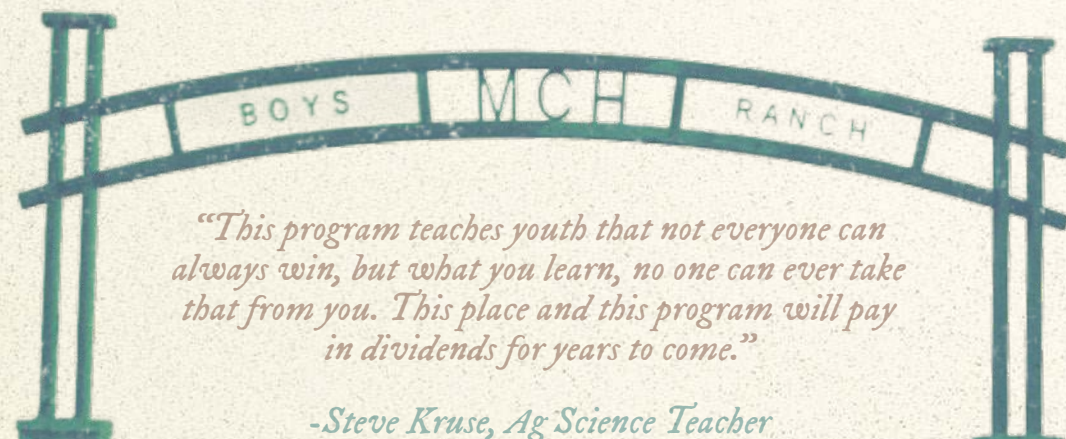 BOYS MCH RANCH
“This program teaches youth that not everyone can
always win, but what you learn, no one can ever take
that from you. This place and this program will pay
in dividends for years to come.”
-Steve Kruse, Ag Science Teacher